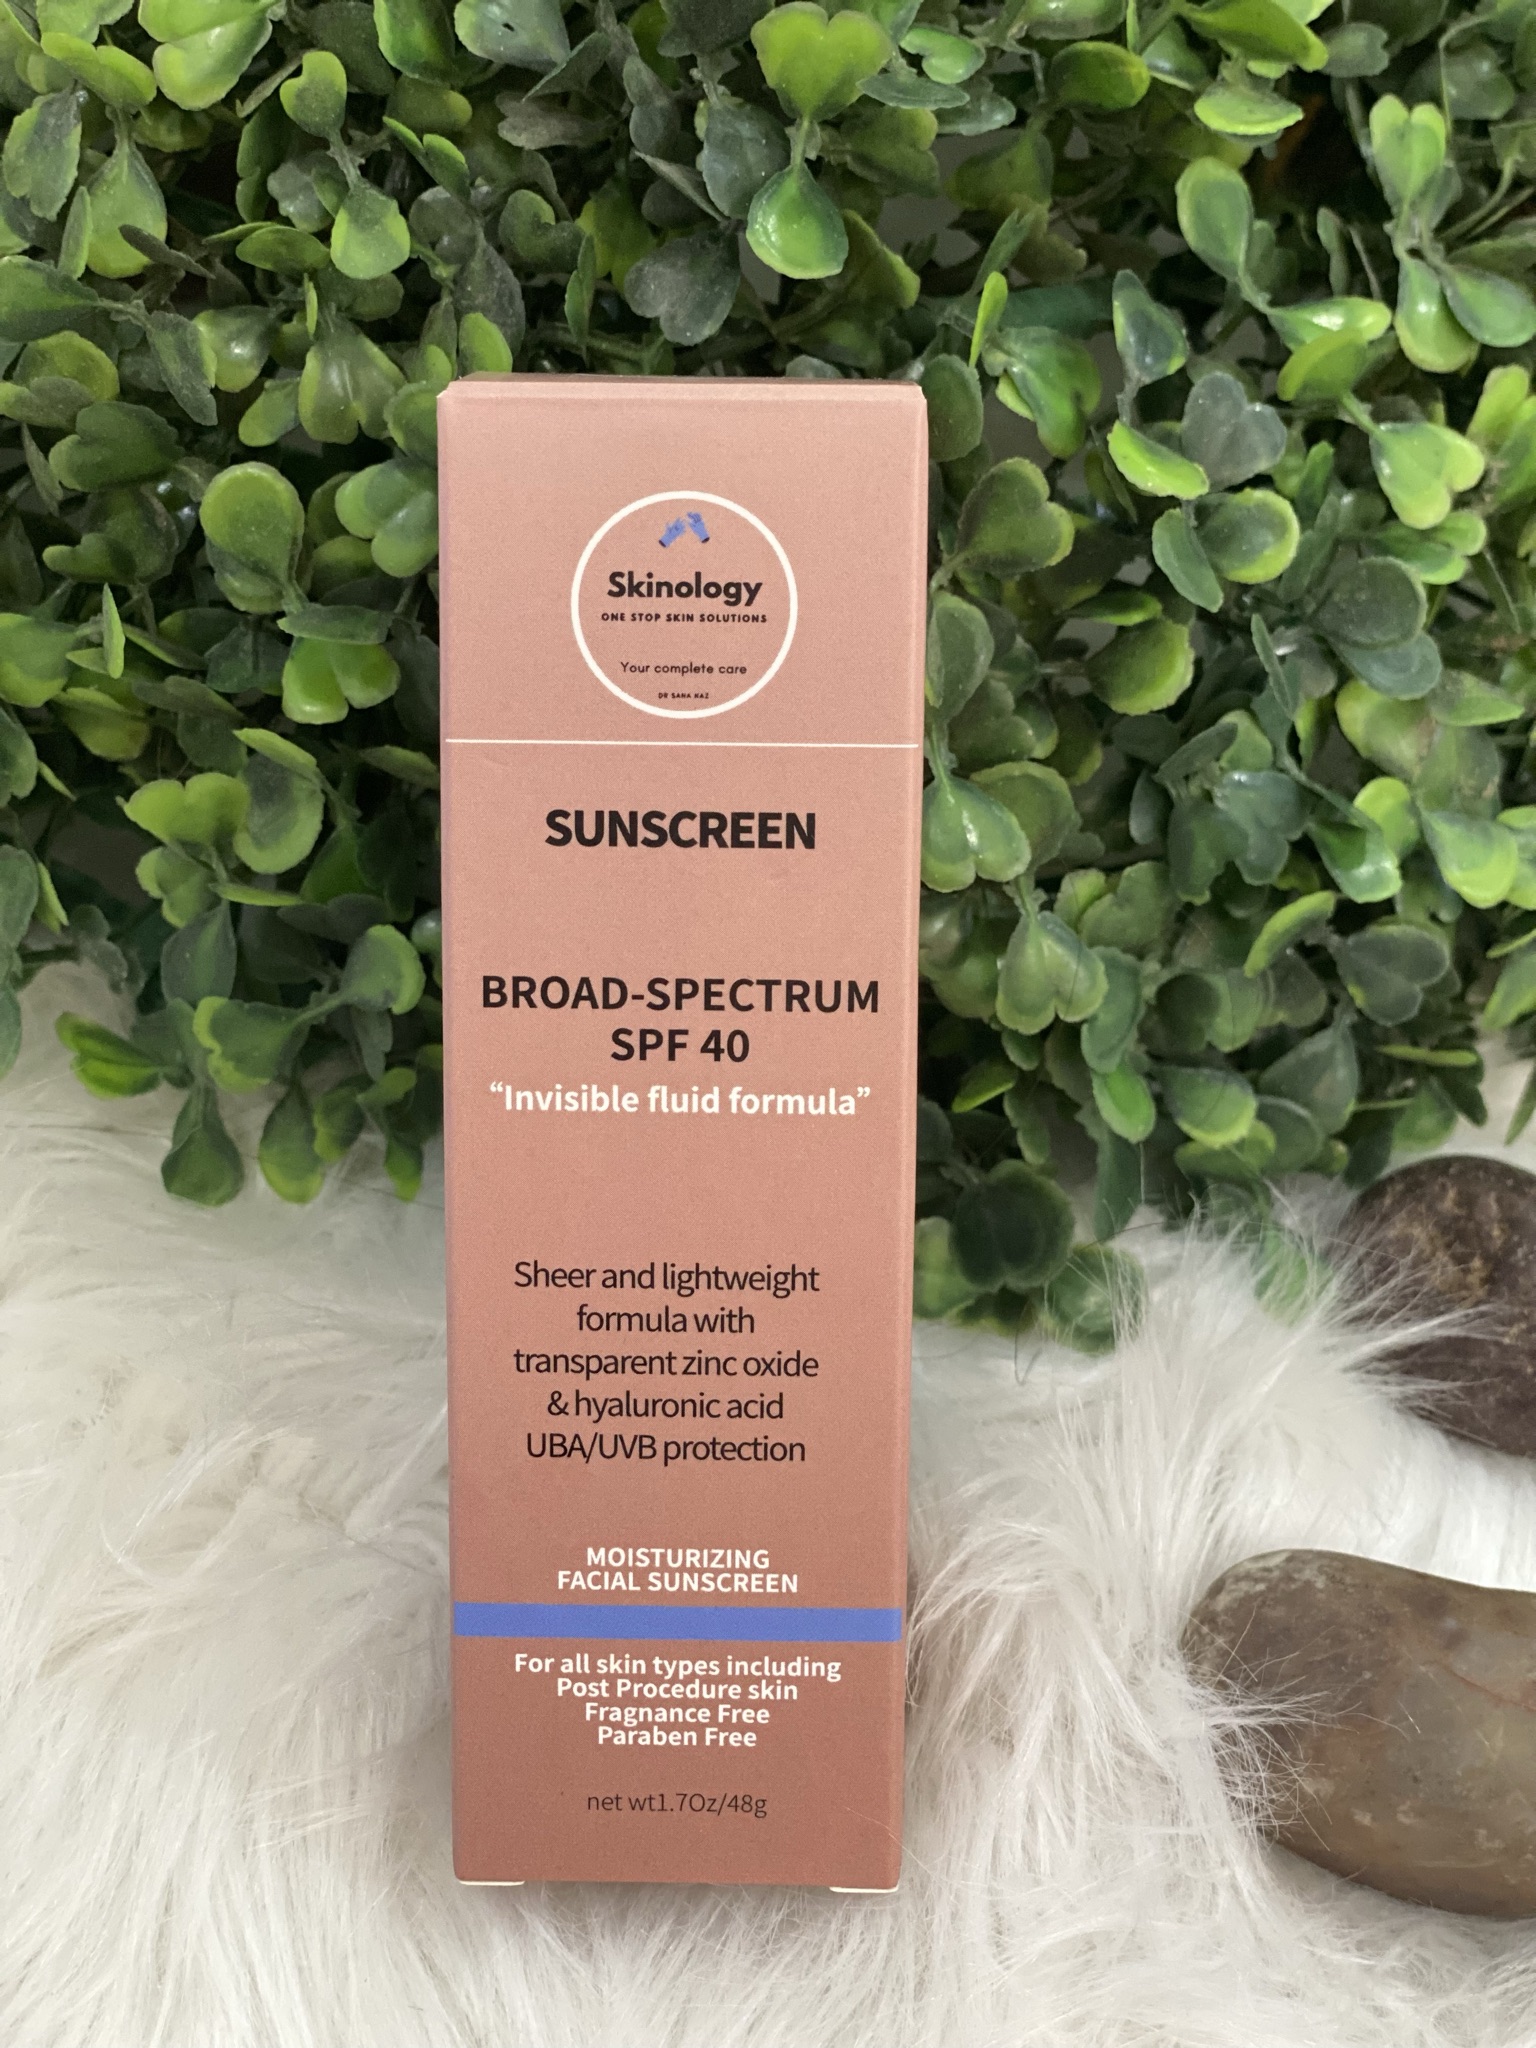 Skinology
ONE STOP SKIN SOLUTIONS
Your complete care
DR SANA NAZ
SUNSCREEN
BROAD-SPECTRUM
SPF 40
“Invisible fluid formula”
Sheer and lightweight
formula with
transparent zinc oxide
& hyaluronic acid
UBA/UVB protection
MOISTURIZING
FACIAL SUNSCREEN
For all skin types including
Post Procedure skin
Fragnance Free
Paraben Free
net wt1.7Oz/48g